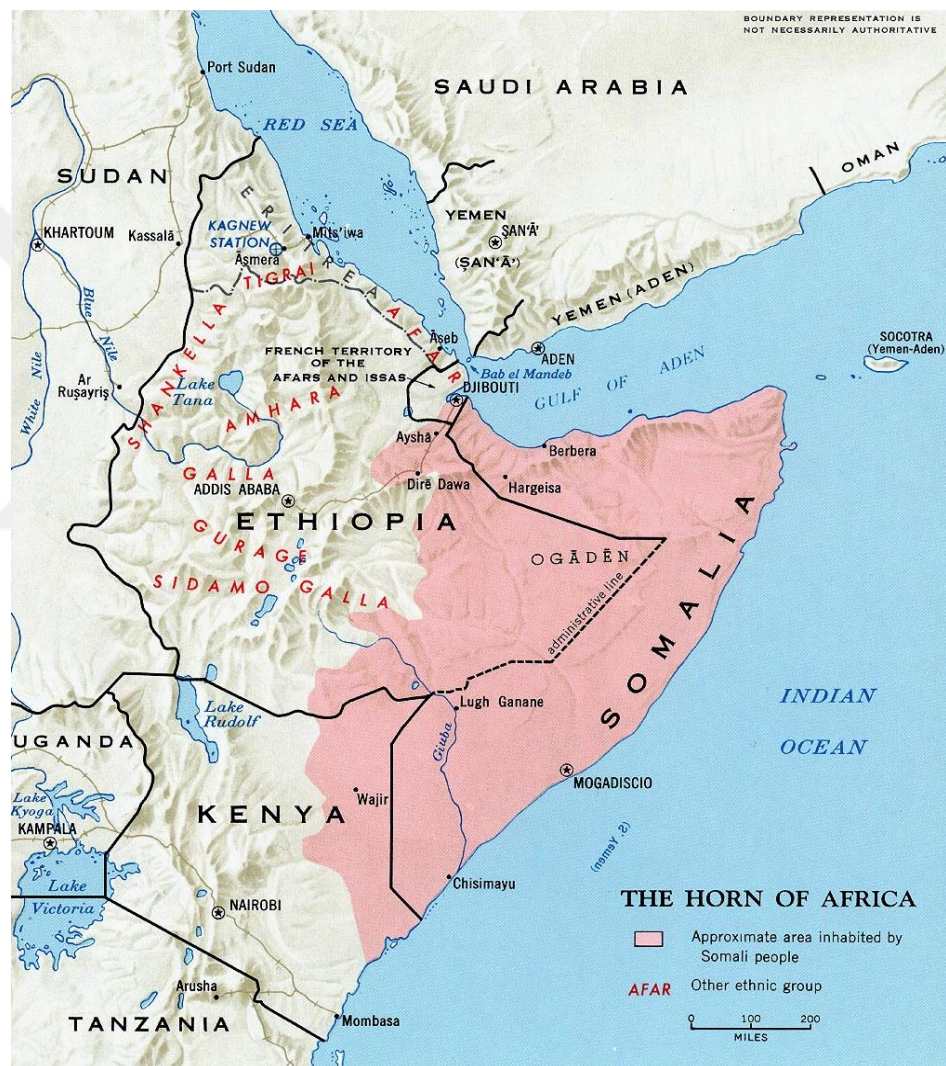 BOUNDARY REPRESENTATION IS
NOT NECESSARILY AUTHORITATIVE
Port Sudan
SAUDI ARABIA
RED SEA
SUDAN
OMAN
ERITREA
YEMEN
KAGNEW
STATION
Mits'iwa
ṢAN'Ā'
(ṢAN'Ā')
KHARTOUM
Kassalā
Āsmera
TIGRAI
YEMEN (ADEN)
AFAR
SHANKELLA
Blue Nile
White Nile
Āseb
FRENCH TERRITORY
OF THE
AFARS AND ISSAS
ADEN
SOCOTRA
(Yemen-Aden)
Bab el Mandeb
DJIBOUTI
GULF OF ADEN
Ar
Ruṣayriṣ
Lake
Tana
AMHARA
Ayshā
Berbera
GALLA
ADDIS ABABA
Dirē Dawa
Hargeisa
ETHIOPIA
GURAGE
OGĀDĒN
SIDAMO GALLA
administrative line
SOMALIA
Lake
Rudolf
Lugh Ganane
INDIAN
OCEAN
UGANDA
Giuba
MOGADISCIO
Lake
Kyoga
Wajir
KENYA
KAMPALA
(S. Yemen)
Lake
Victoria
Chisimayu
NAIROBI
THE HORN OF AFRICA
Approximate area inhabited by
Somali people
Arusha
AFAR Other ethnic group
TANZANIA
Mombasa
0 100 200
MILES